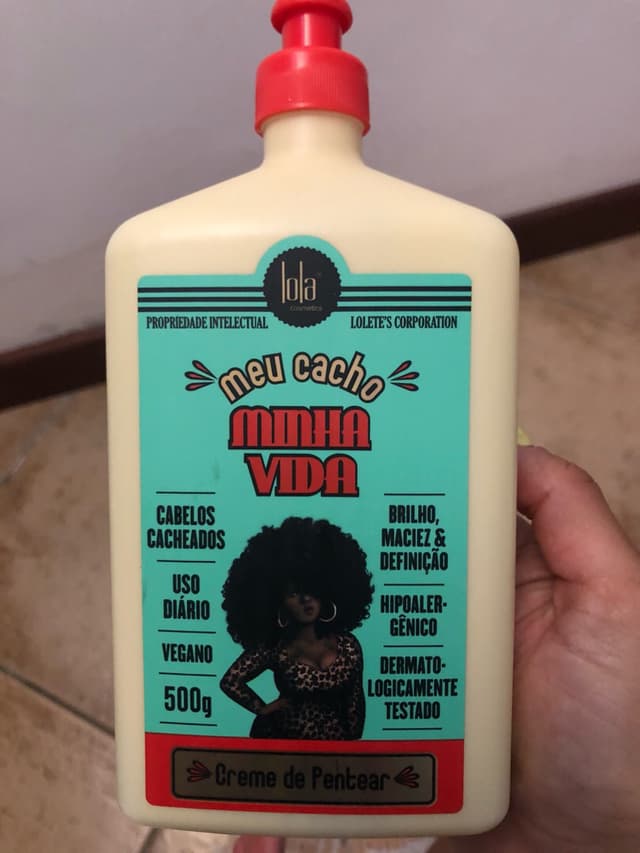 lola
cosmetics
PROPRIEDADE INTELECTUAL
LOLETE'S CORPORATION
meu cacho
MINHA
VIDA
CABELOS
CACHEADOS
USO
DIÁRIO
VEGANO
500g
BRILHO,
MACIEZ &
DEFINIÇÃO
HIPOALER-
GÊNICO
DERMATO-
LOGICAMENTE
TESTADO
Creme de Pentear